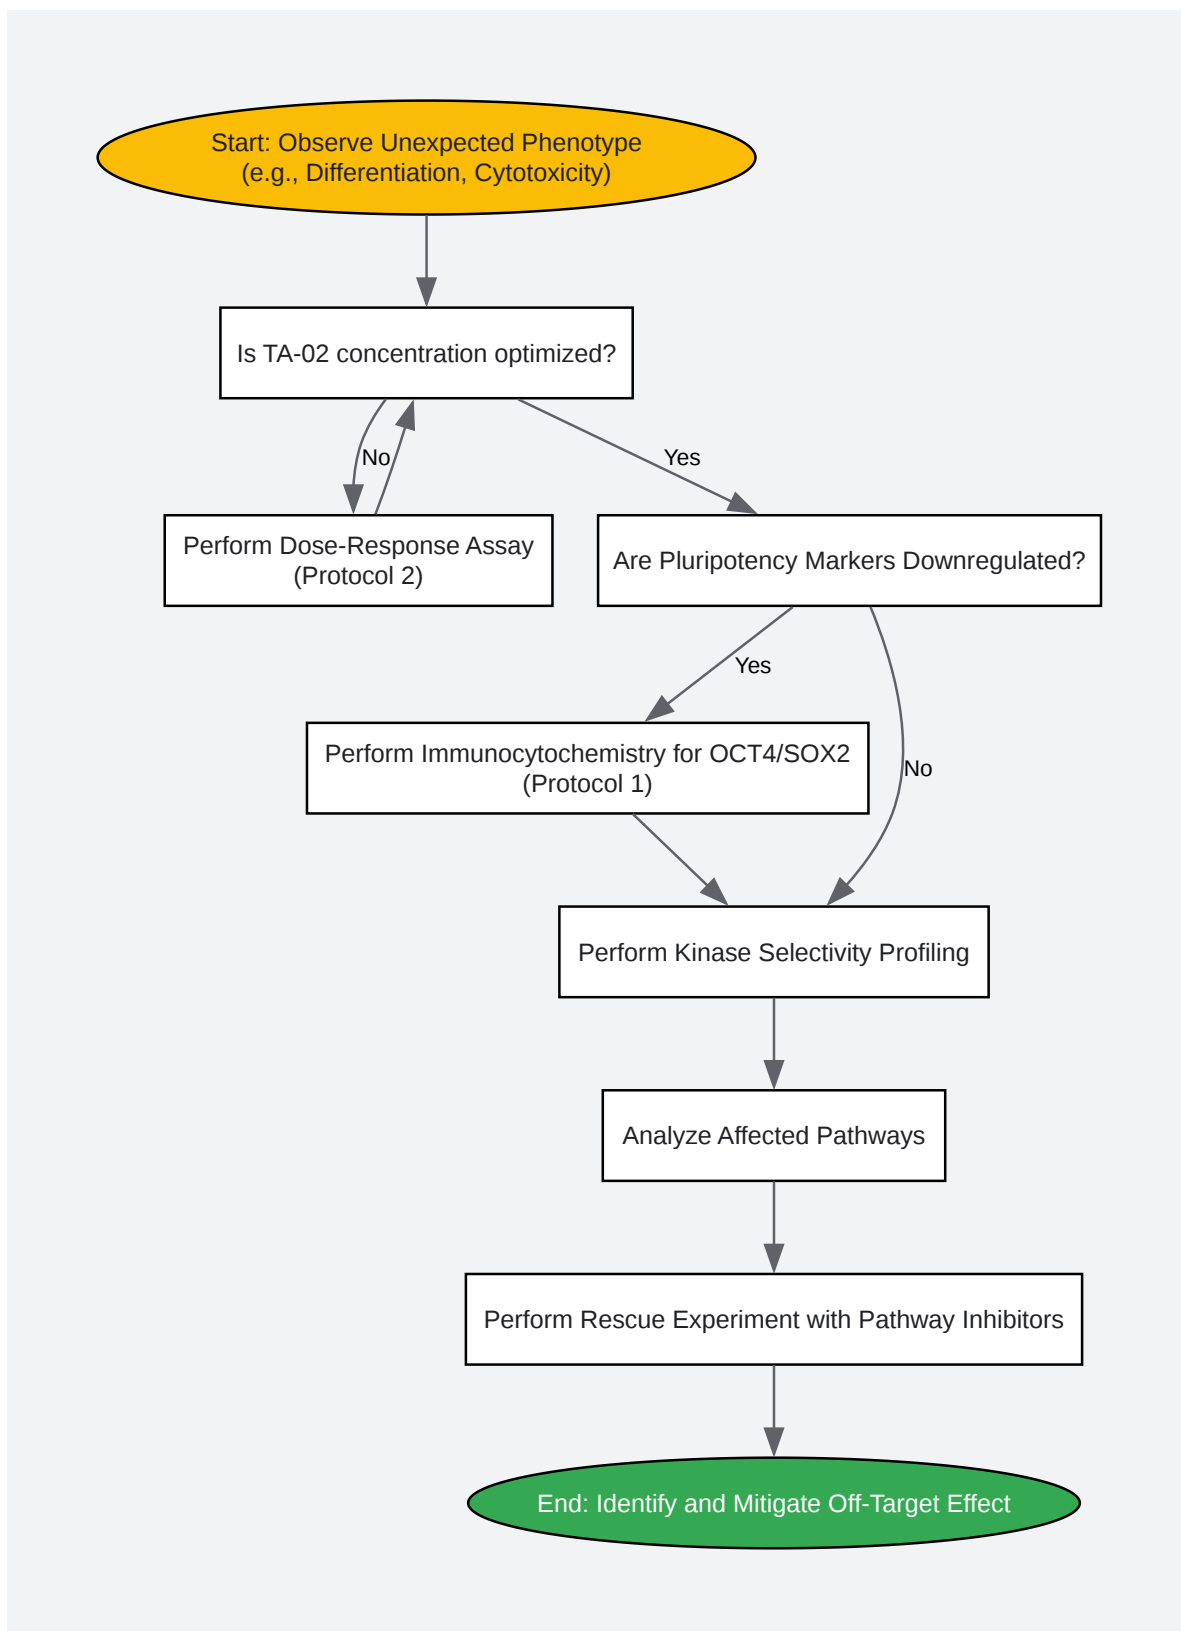 Start: Observe Unexpected Phenotype
(e.g., Differentiation, Cytotoxicity)
Is TA-02 concentration optimized?
No
Yes
Perform Dose-Response Assay
(Protocol 2)
Are Pluripotency Markers Downregulated?
Yes
Perform Immunocytochemistry for OCT4/SOX2
(Protocol 1)
No
Perform Kinase Selectivity Profiling
Analyze Affected Pathways
Perform Rescue Experiment with Pathway Inhibitors
End: Identify and Mitigate Off-Target Effect